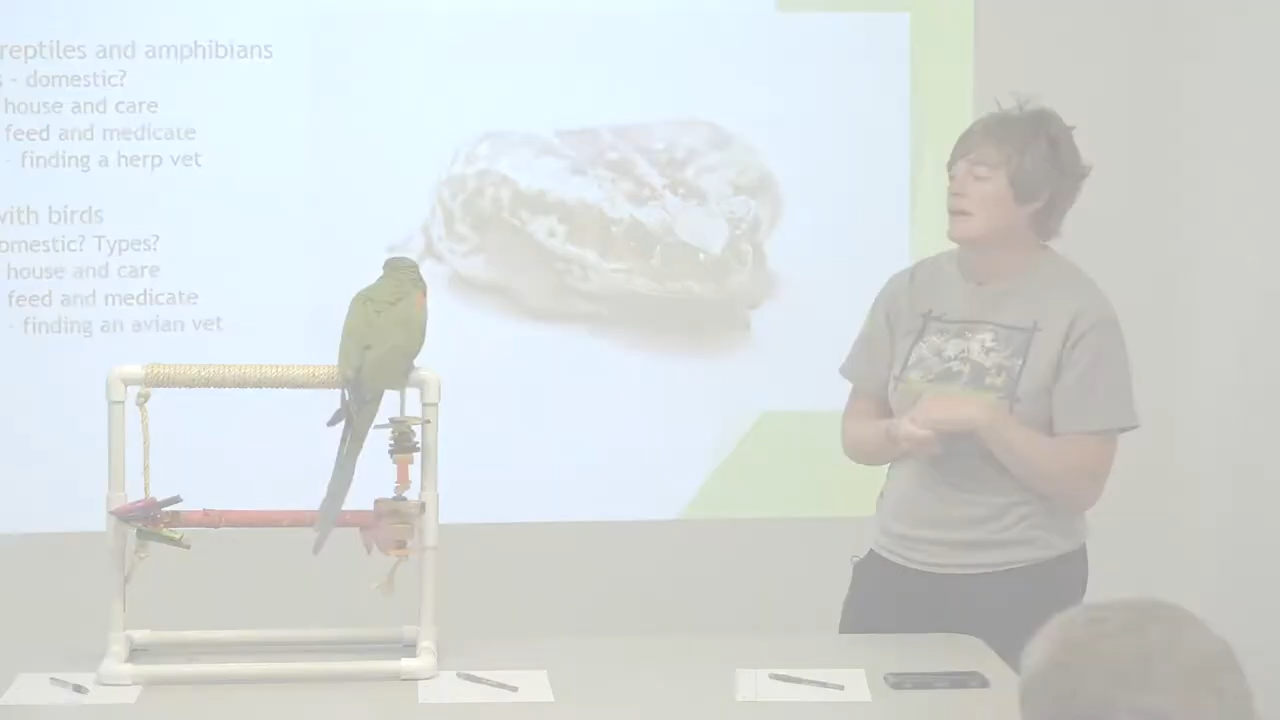 reptiles and amphibians
- domestic?
house and care
feed and medicate
- finding a herp vet
with birds
omestic? Types?
house and care
feed and medicate
- finding an avian vet